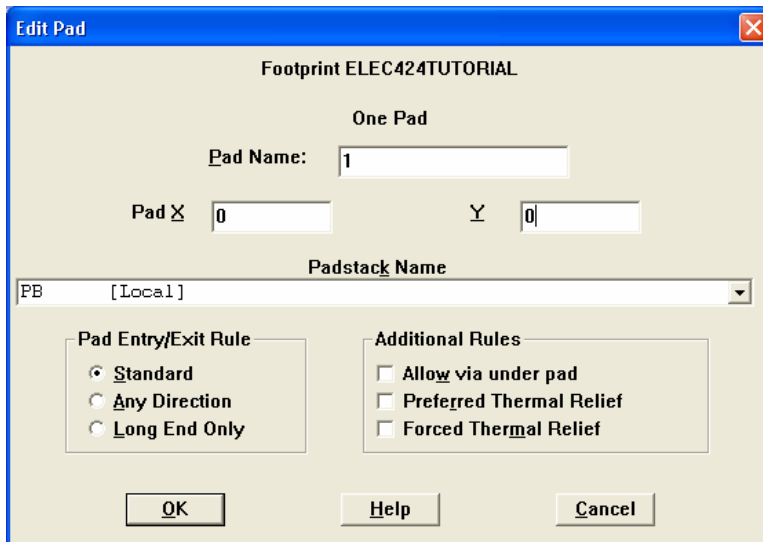 Edit Pad
Footprint ELEC424TUTORIAL
One Pad
Pad Name: 1
Pad X 0 Y 0
Padstack Name
PB [Local]
Pad Entry/Exit Rule
Standard
Any Direction
Long End Only
Additional Rules
Allow via under pad
Preferred Thermal Relief
Forced Thermal Relief
OK Help Cancel